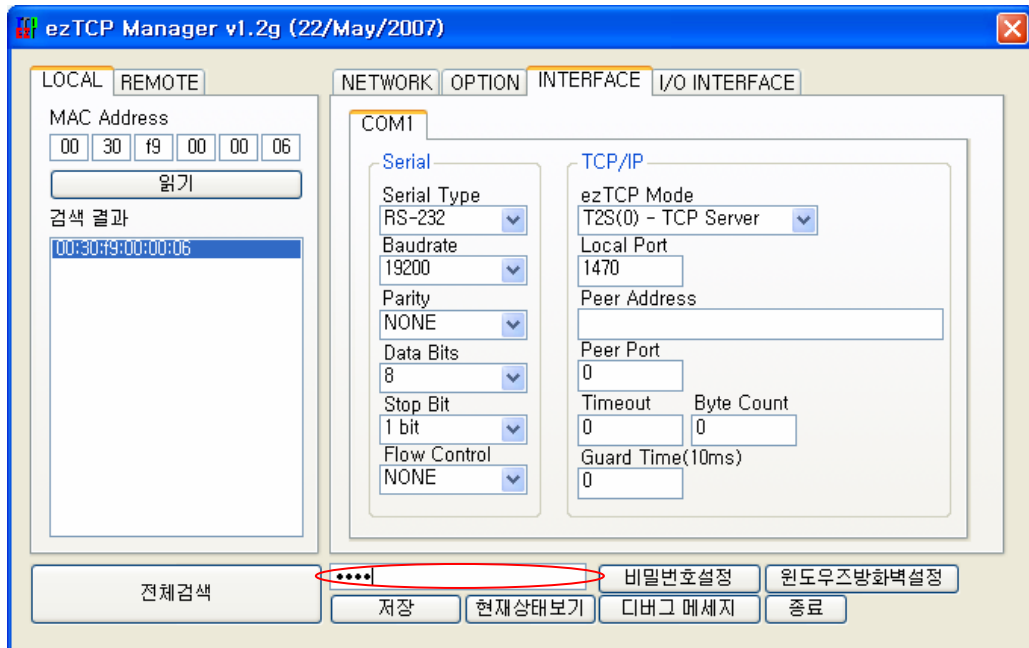 ezTCP Manager v1.2g (22/May/2007)
LOCAL REMOTE
MAC Address
00 30 f9 00 00 06
읽기
검색 결과
00:30:f9:00:00:06
NETWORK OPTION INTERFACE I/O INTERFACE
COM1
Serial
Serial Type
RS-232
Baudrate
19200
Parity
NONE
Data Bits
8
Stop Bit
1 bit
Flow Control
NONE
TCP/IP
ezTCP Mode
T2S(0) - TCP Server
Local Port
1470
Peer Address
Peer Port
0
Timeout Byte Count
0 0
Guard Time(10ms)
0
전체검색
●●●● 비밀번호설정 윈도우즈방화벽설정
저장 현재상태보기 디버그 메세지 종료